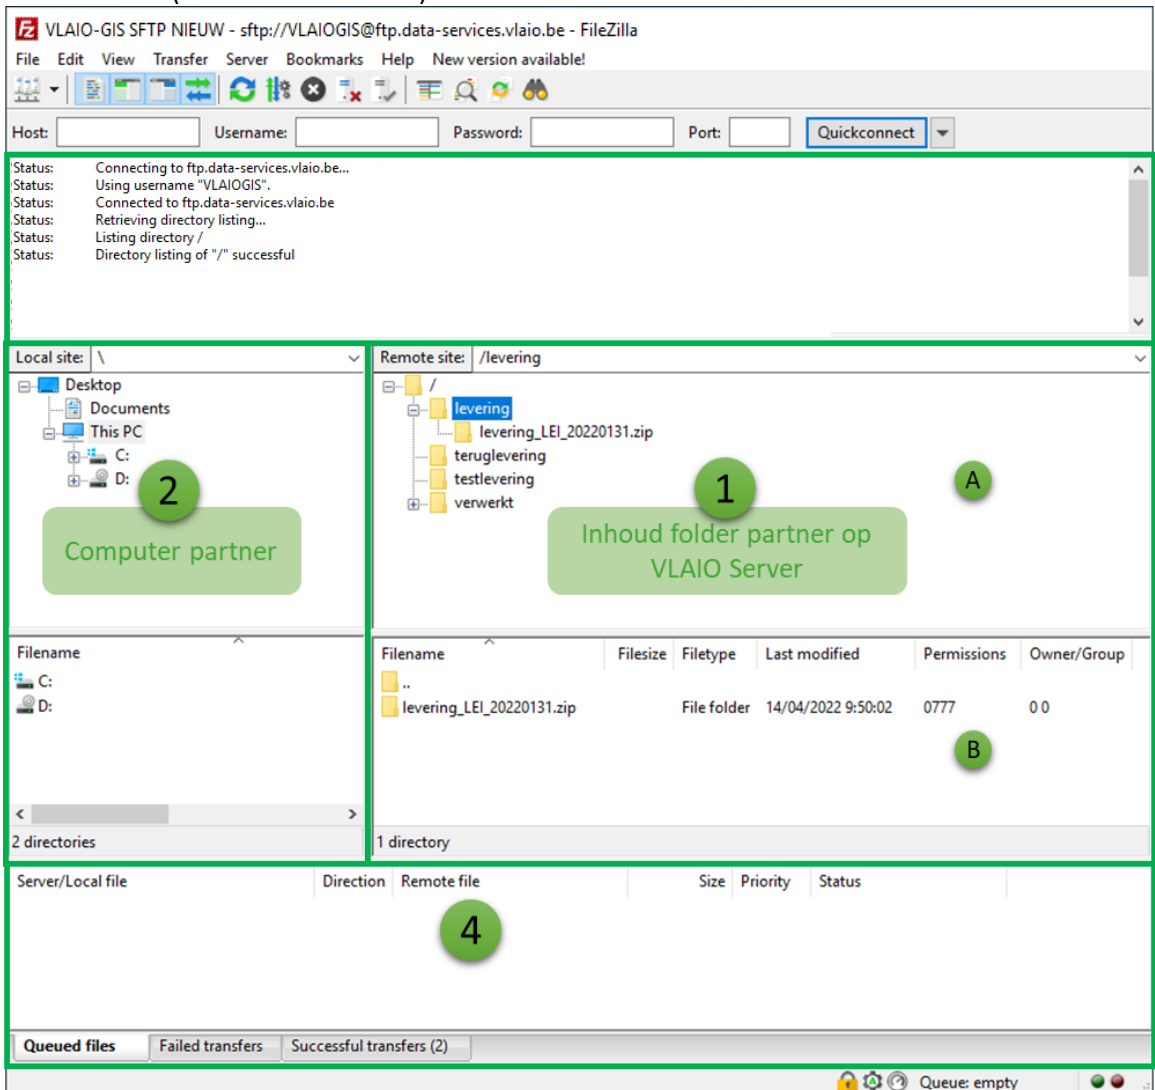 VLAIO-GIS SFTP NIEUW - sftp://VLAIOGIS@ftp.data-services.vlaio.be - FileZilla
File Edit View Transfer Server Bookmarks Help New version available!
Host: Username: Password: Port: Quickconnect
Status: Connecting to ftp.data-services.vlaio.be...
Status: Using username "VLAIOGIS".
Status: Connected to ftp.data-services.vlaio.be
Status: Retrieving directory listing...
Status: Listing directory /
Status: Directory listing of "/" successful
Local site: \
Desktop
Documents
This PC
C:
D:
2
Computer partner
Filename
C:
D:
2 directories
Remote site: /levering
/
levering
levering_LEI_20220131.zip
teruglevering
testlevering
verwerkt
1
A
Inhoud folder partner op
VLAIO Server
Filename Filesize Filetype Last modified Permissions Owner/Group
..
levering_LEI_20220131.zip File folder 14/04/2022 9:50:02 0777 0 0
B
1 directory
Server/Local file Direction Remote file Size Priority Status
4
Queued files Failed transfers Successful transfers (2)
Queue: empty